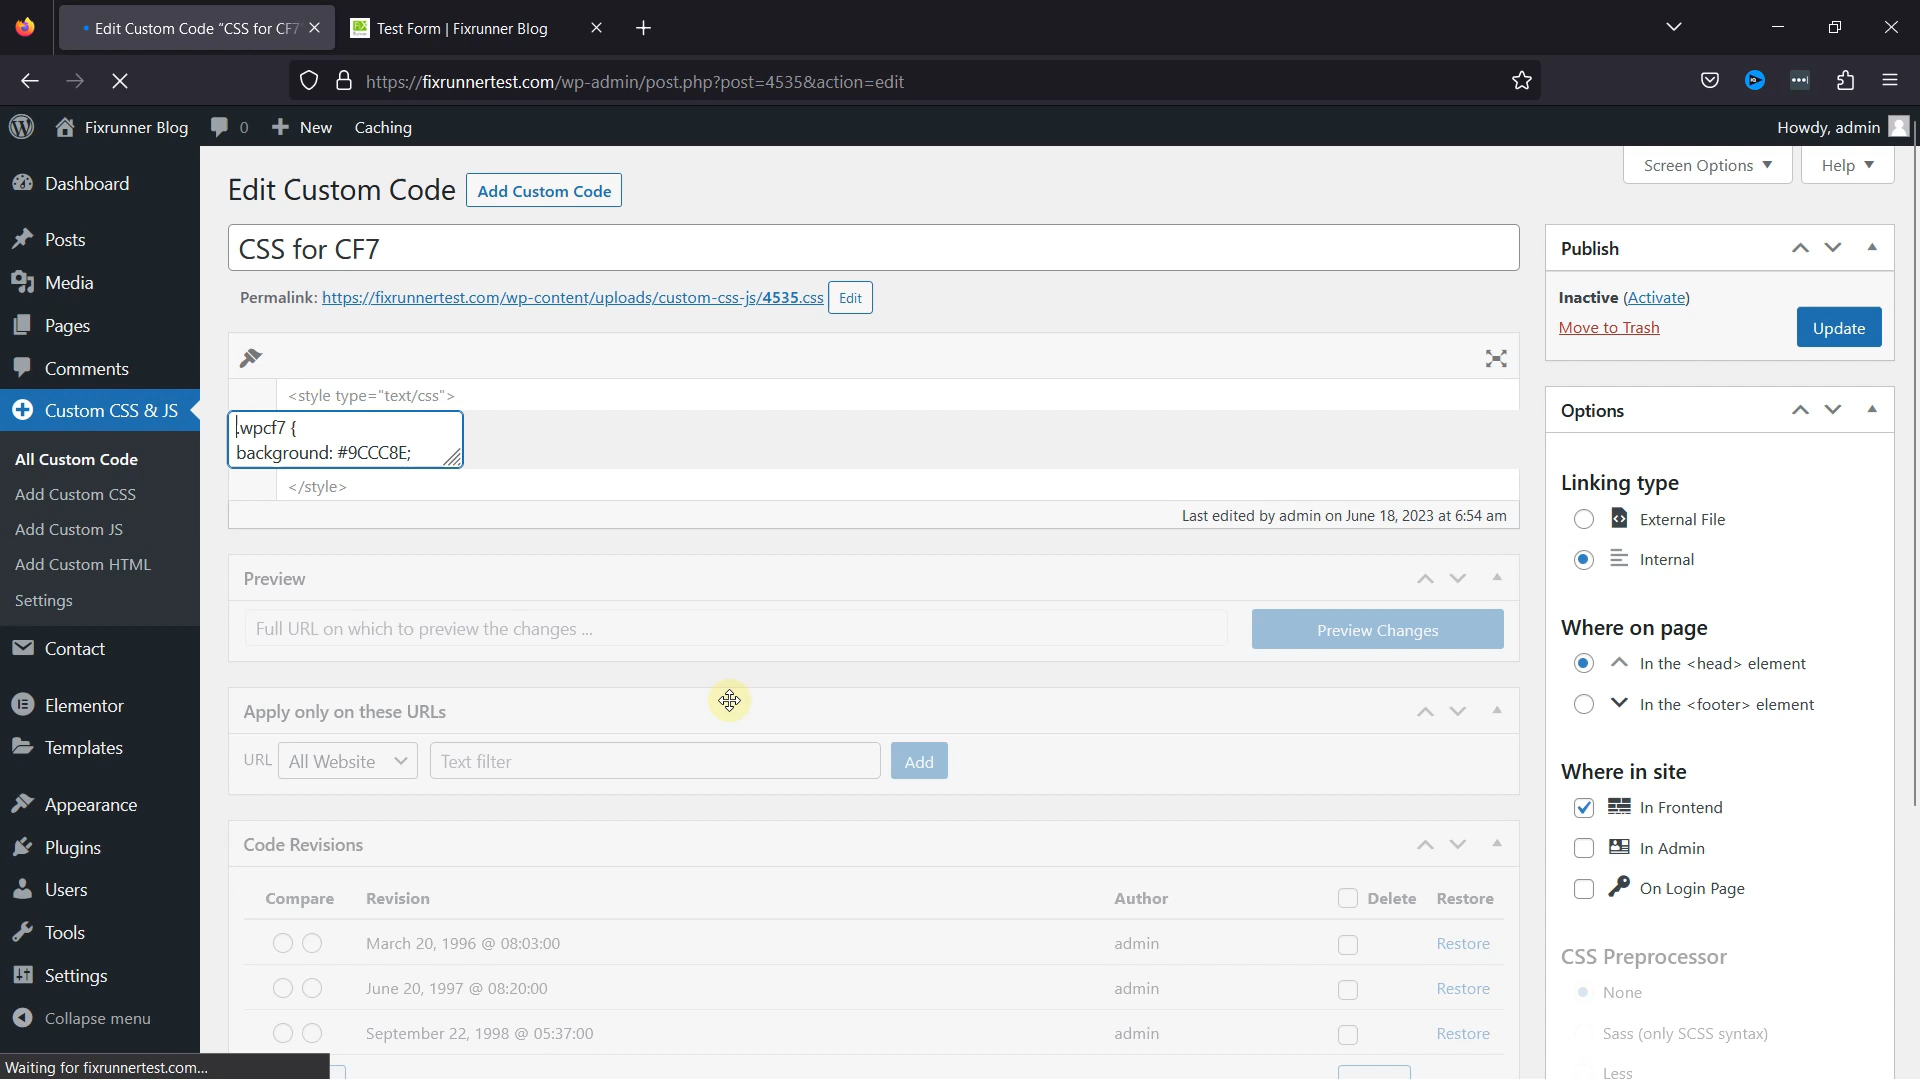 Edit Custom Code "CSS for CF7
Test Form | Fixrunner Blog
https://fixrunnertest.com/wp-admin/post.php?post=4535&action=edit
Fixrunner Blog
0
New
Caching
Howdy, admin
Screen Options
Help
Dashboard
Posts
Media
Pages
Comments
Custom CSS & JS
All Custom Code
Add Custom CSS
Add Custom JS
Add Custom HTML
Settings
Contact
Elementor
Templates
Appearance
Plugins
Users
Tools
Settings
Collapse menu
Edit Custom Code
Add Custom Code
CSS for CF7
Permalink: https://fixrunnertest.com/wp-content/uploads/custom-css-js/4535.css
Edit
<style type="text/css">
.wpcf7 {
background: #9CCC8E;
</style>
Last edited by admin on June 18, 2023 at 6:54 am
Preview
Full URL on which to preview the changes ...
Preview Changes
Apply only on these URLs
URL
All Website
Text filter
Add
Code Revisions
Compare Revision Author Delete Restore
March 20, 1996 @ 08:03:00 admin Restore
June 20, 1997 @ 08:20:00 admin Restore
September 22, 1998 @ 05:37:00 admin Restore
Publish
Inactive (Activate)
Move to Trash
Update
Options
Linking type
External File
Internal
Where on page
In the <head> element
In the <footer> element
Where in site
In Frontend
In Admin
On Login Page
CSS Preprocessor
None
Sass (only SCSS syntax)
Less
Waiting for fixrunnertest.com...